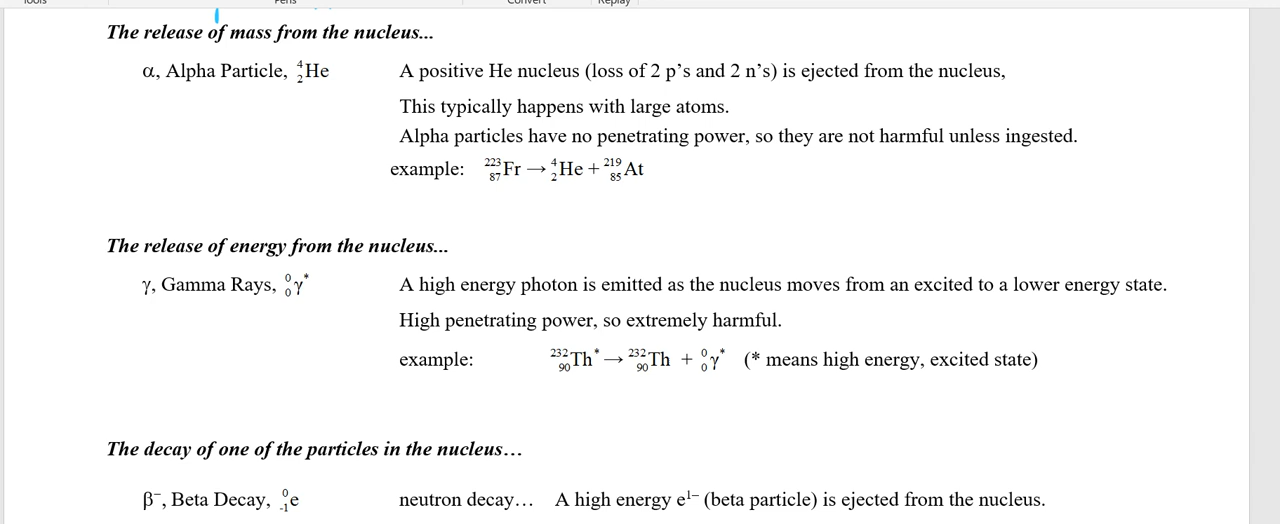 Tools Pens Convert Replay
The release of mass from the nucleus...
α, Alpha Particle, ⁴₂He A positive He nucleus (loss of 2 p’s and 2 n’s) is ejected from the nucleus,
This typically happens with large atoms.
Alpha particles have no penetrating power, so they are not harmful unless ingested.
example: ²²³₈₇Fr → ⁴₂He + ²¹⁹₈₅At
The release of energy from the nucleus...
γ, Gamma Rays, ⁰₀γ* A high energy photon is emitted as the nucleus moves from an excited to a lower energy state.
High penetrating power, so extremely harmful.
example: ²³²₉₀Th* → ²³²₉₀Th + ⁰₀γ* (* means high energy, excited state)
The decay of one of the particles in the nucleus…
β⁻, Beta Decay, ⁰₋₁e neutron decay… A high energy e¹⁻ (beta particle) is ejected from the nucleus.